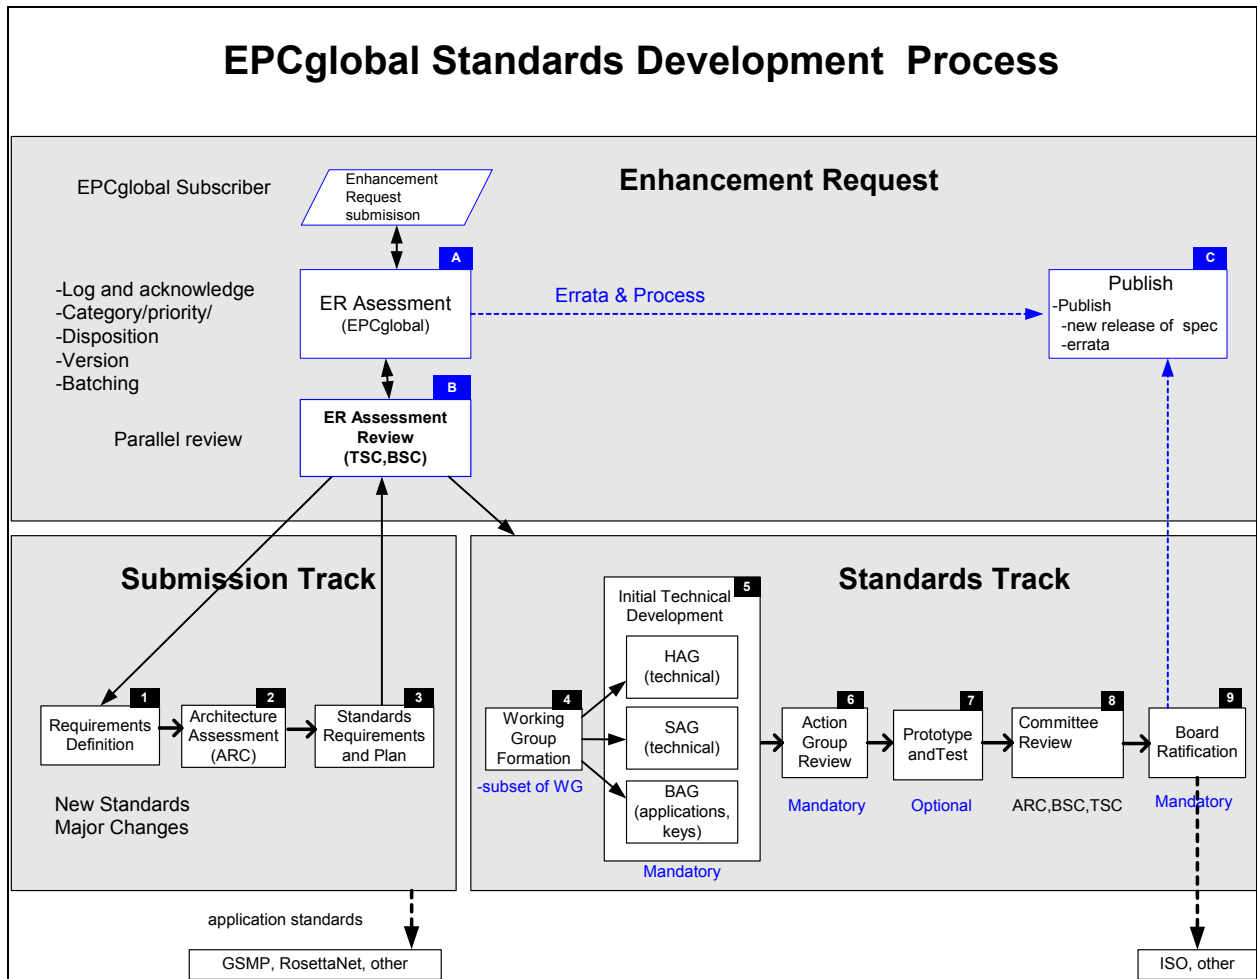 EPCglobal Standards Development Process
Enhancement Request
EPCglobal Subscriber
Enhancement
Request
submisison
A
ER Asessment
(EPCglobal)
-Log and acknowledge
-Category/priority/
-Disposition
-Version
-Batching
Errata & Process
C
Publish
-Publish
-new release of spec
-errata
B
ER Assessment
Review
(TSC,BSC)
Parallel review
Submission Track
1
Requirements
Definition
2
Architecture
Assessment
(ARC)
3
Standards
Requirements
and Plan
New Standards
Major Changes
Standards Track
4
Working
Group
Formation
-subset of WG
5
Initial Technical
Development
HAG
(technical)
SAG
(technical)
BAG
(applications,
keys)
Mandatory
6
Action
Group
Review
Mandatory
7
Prototype
andTest
Optional
8
Committee
Review
ARC,BSC,TSC
9
Board
Ratification
Mandatory
application standards
GSMP, RosettaNet, other
ISO, other